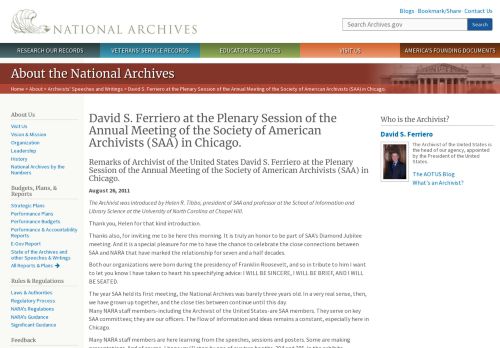 NATIONAL ARCHIVES
Blogs · Bookmark/Share · Contact Us
Search Archives.gov
Search
RESEARCH OUR RECORDS
VETERANS' SERVICE RECORDS
EDUCATOR RESOURCES
VISIT US
AMERICA'S FOUNDING DOCUMENTS
About the National Archives
Home > About > Archivists' Speeches and Writings > David S. Ferriero at the Plenary Session of the Annual Meeting of the Society of American Archivists (SAA) in Chicago.
About Us
Visit Us
Vision & Mission
Organization
Leadership
History
National Archives by the
Numbers
Budgets, Plans, &
Reports
Strategic Plans
Performance Plans
Performance Budgets
Performance & Accountability
Reports
E-Gov Report
State of the Archives and
other Speeches & Writings
All Reports & Plans
Rules & Regulations
Laws & Authorities
Regulatory Process
NARA's Regulations
NARA's Guidance
Significant Guidance
Feedback
David S. Ferriero at the Plenary Session of the
Annual Meeting of the Society of American
Archivists (SAA) in Chicago.
Remarks of Archivist of the United States David S. Ferriero at the Plenary
Session of the Annual Meeting of the Society of American Archivists (SAA) in
Chicago.
August 26, 2011
The Archivist was introduced by Helen R. Tibbo, president of SAA and professor at the School of Information and
Library Science at the University of North Carolina at Chapel Hill.
Thank you, Helen for that kind introduction.
Thanks also, for inviting me to be here this morning. It is truly an honor to be part of SAA's Diamond Jubilee
meeting. And it is a special pleasure for me to have the chance to celebrate the close connections between
SAA and NARA that have marked the relationship for seven and a half decades.
Both our organizations were born during the presidency of Franklin Roosevelt, and so in tribute to him I want
to let you know I have taken to heart his speechifying advice: I WILL BE SINCERE, I WILL BE BRIEF, AND I WILL
BE SEATED.
The year SAA held its first meeting, the National Archives was barely three years old. In a very real sense, then,
we have grown up together, and the close ties between continue until this day.
Many NARA staff members-including the Archivist of the United States-are SAA members. They serve on key
SAA committees; they are our officers. The flow of information and ideas remains a constant, especially here in
Chicago.
Many NARA staff members are here learning from the speeches, sessions and posters. Some are making
Who is the Archivist?
David S. Ferriero
The Archivist of the United States is
the head of our agency, appointed
by the President of the United
States.
The AOTUS Blog
What's an Archivist?